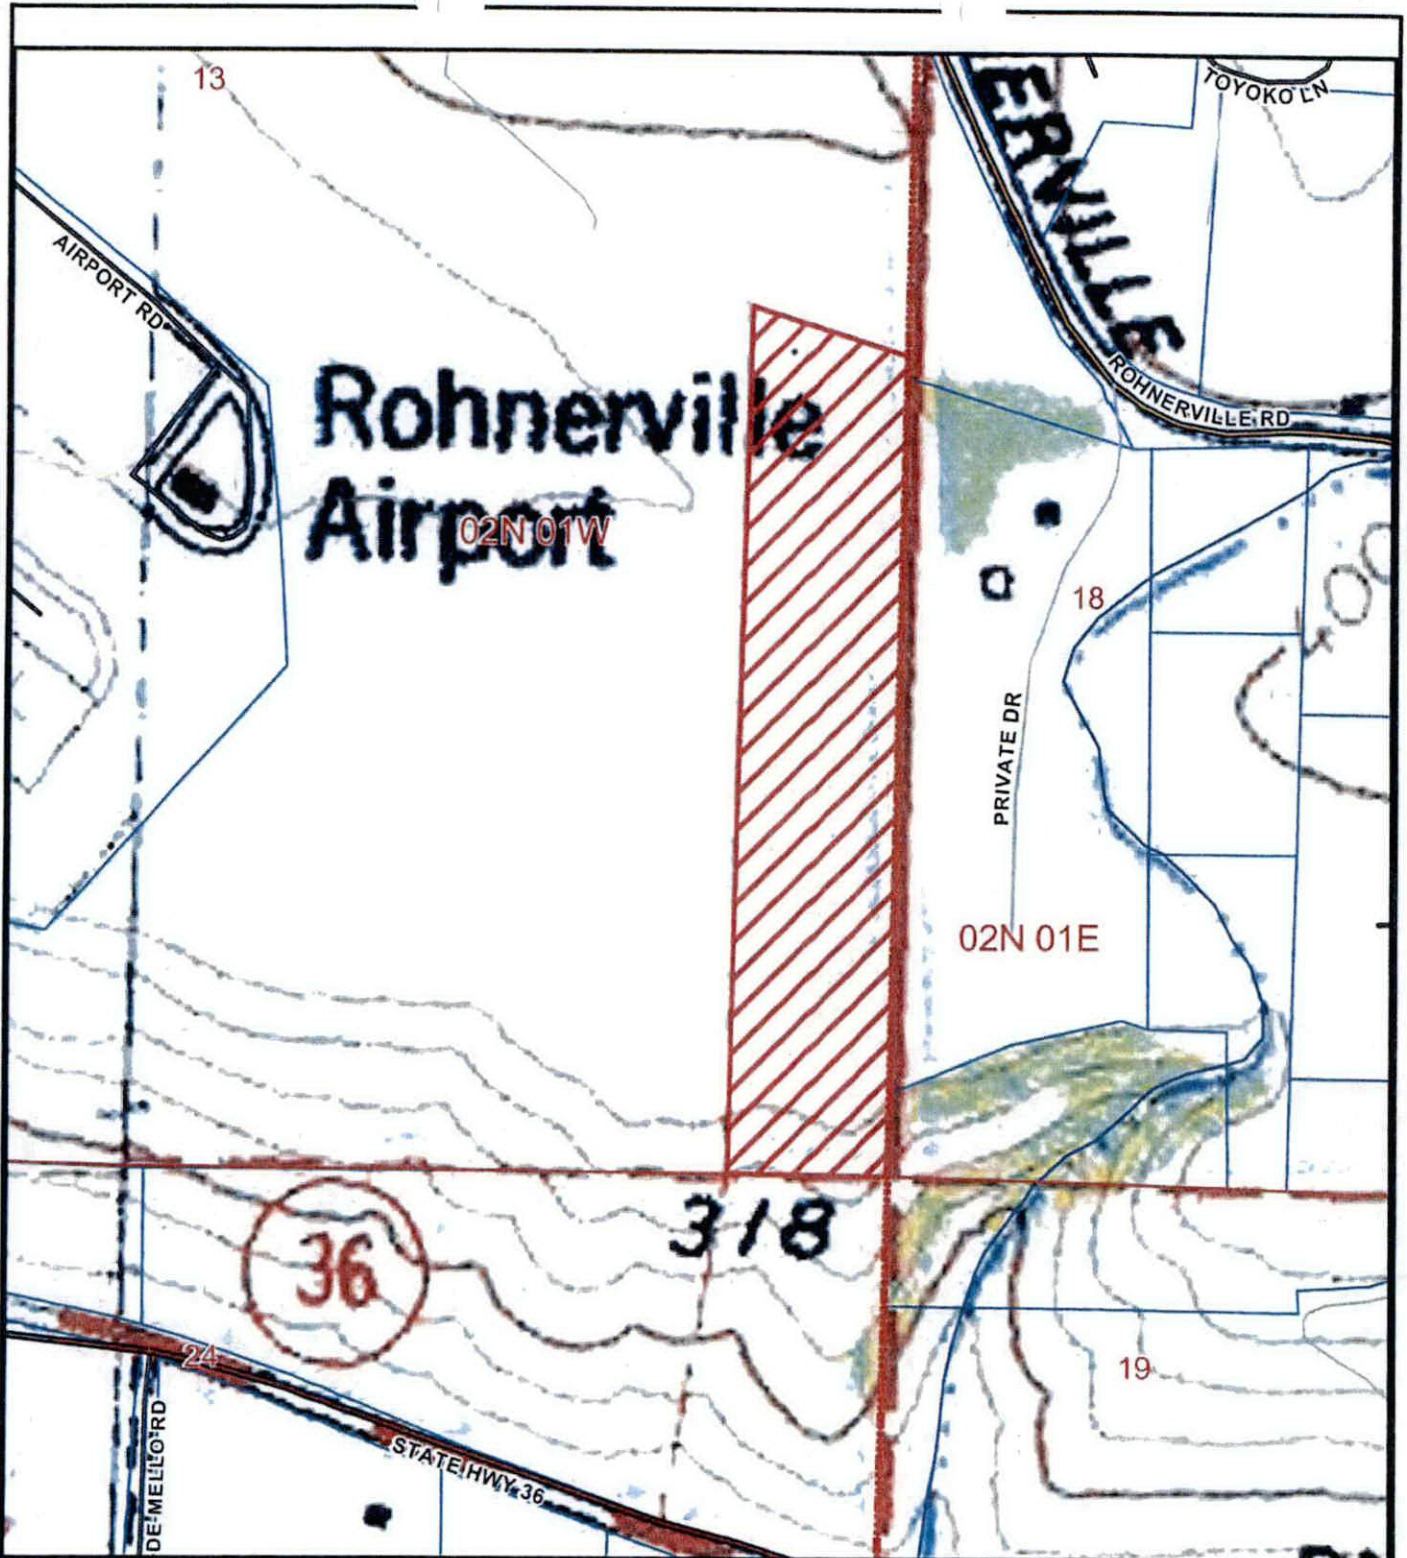 13
TOYOKO LN
ERVILLE
AIRPORT RD
ROHNERVILLE RD
Rohnerville
Airport
02N 01W
18
400
PRIVATE DR
02N 01E
318
36
24
19
DE MELLO RD
STATE HWY 36